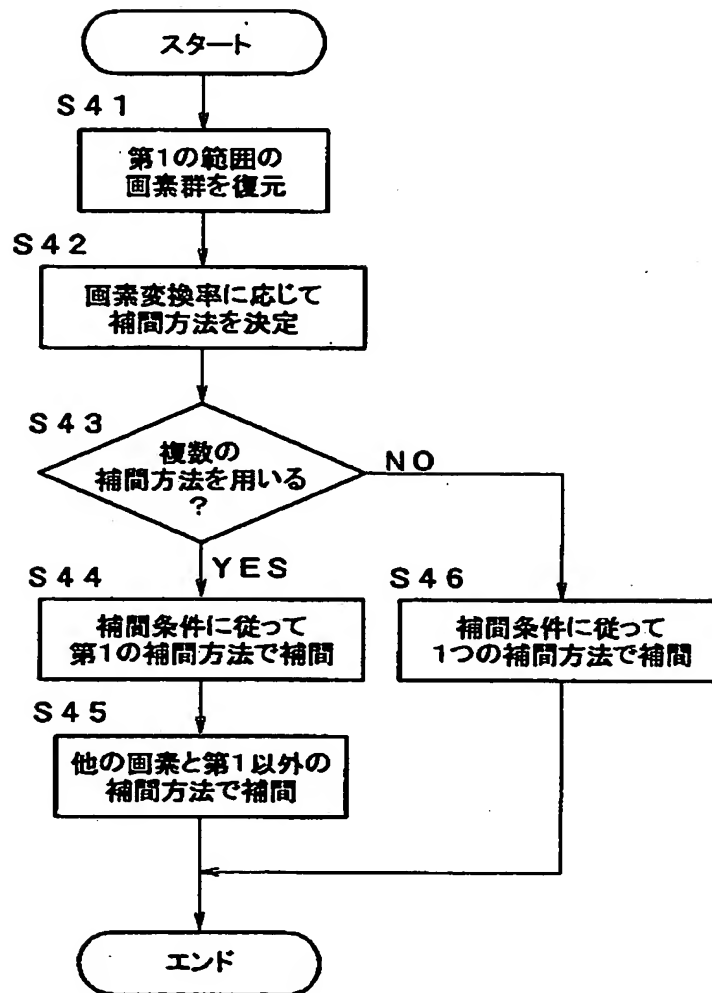 スタート
S41
第1の範囲の
画素群を復元
S42
画素変換率に応じて
補間方法を決定
S43
複数の
補間方法を用いる
?
NO
YES
S44
補間条件に従って
第1の補間方法で補間
S46
補間条件に従って
1つの補間方法で補間
S45
他の画素と第1以外の
補間方法で補間
エンド